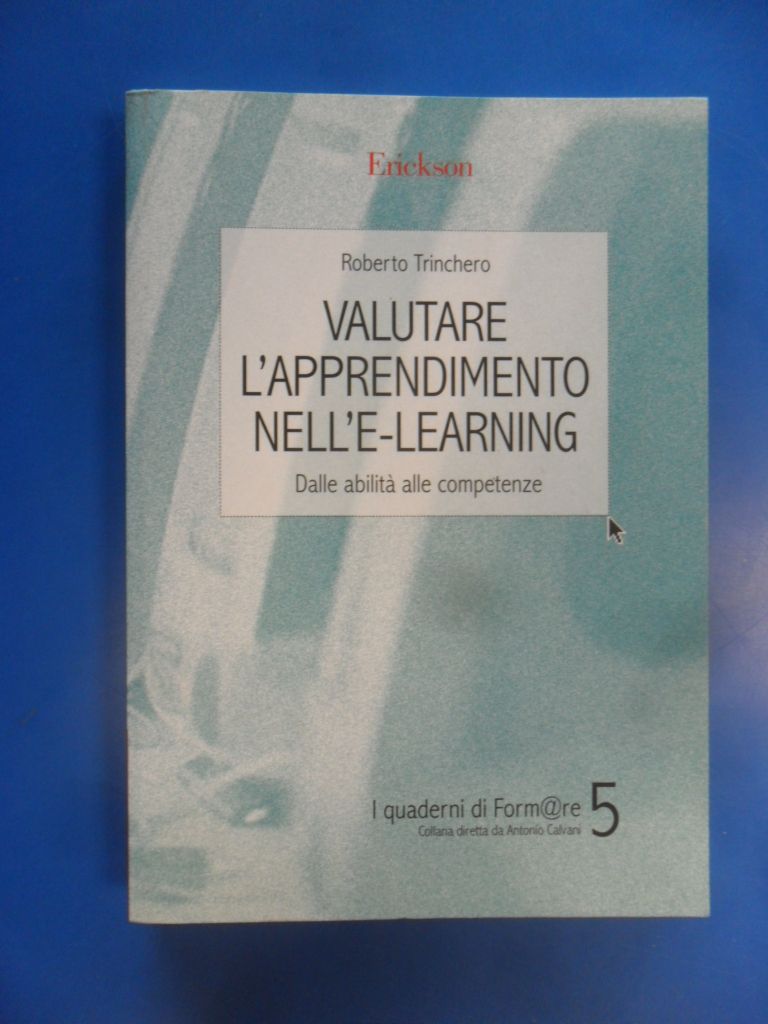 Erickson
Roberto Trinchero
VALUTARE
L'APPRENDIMENTO
NELL'E-LEARNING
Dalle abilità alle competenze
I quaderni di Form@re 5
Collana diretta da Antonio Calvani